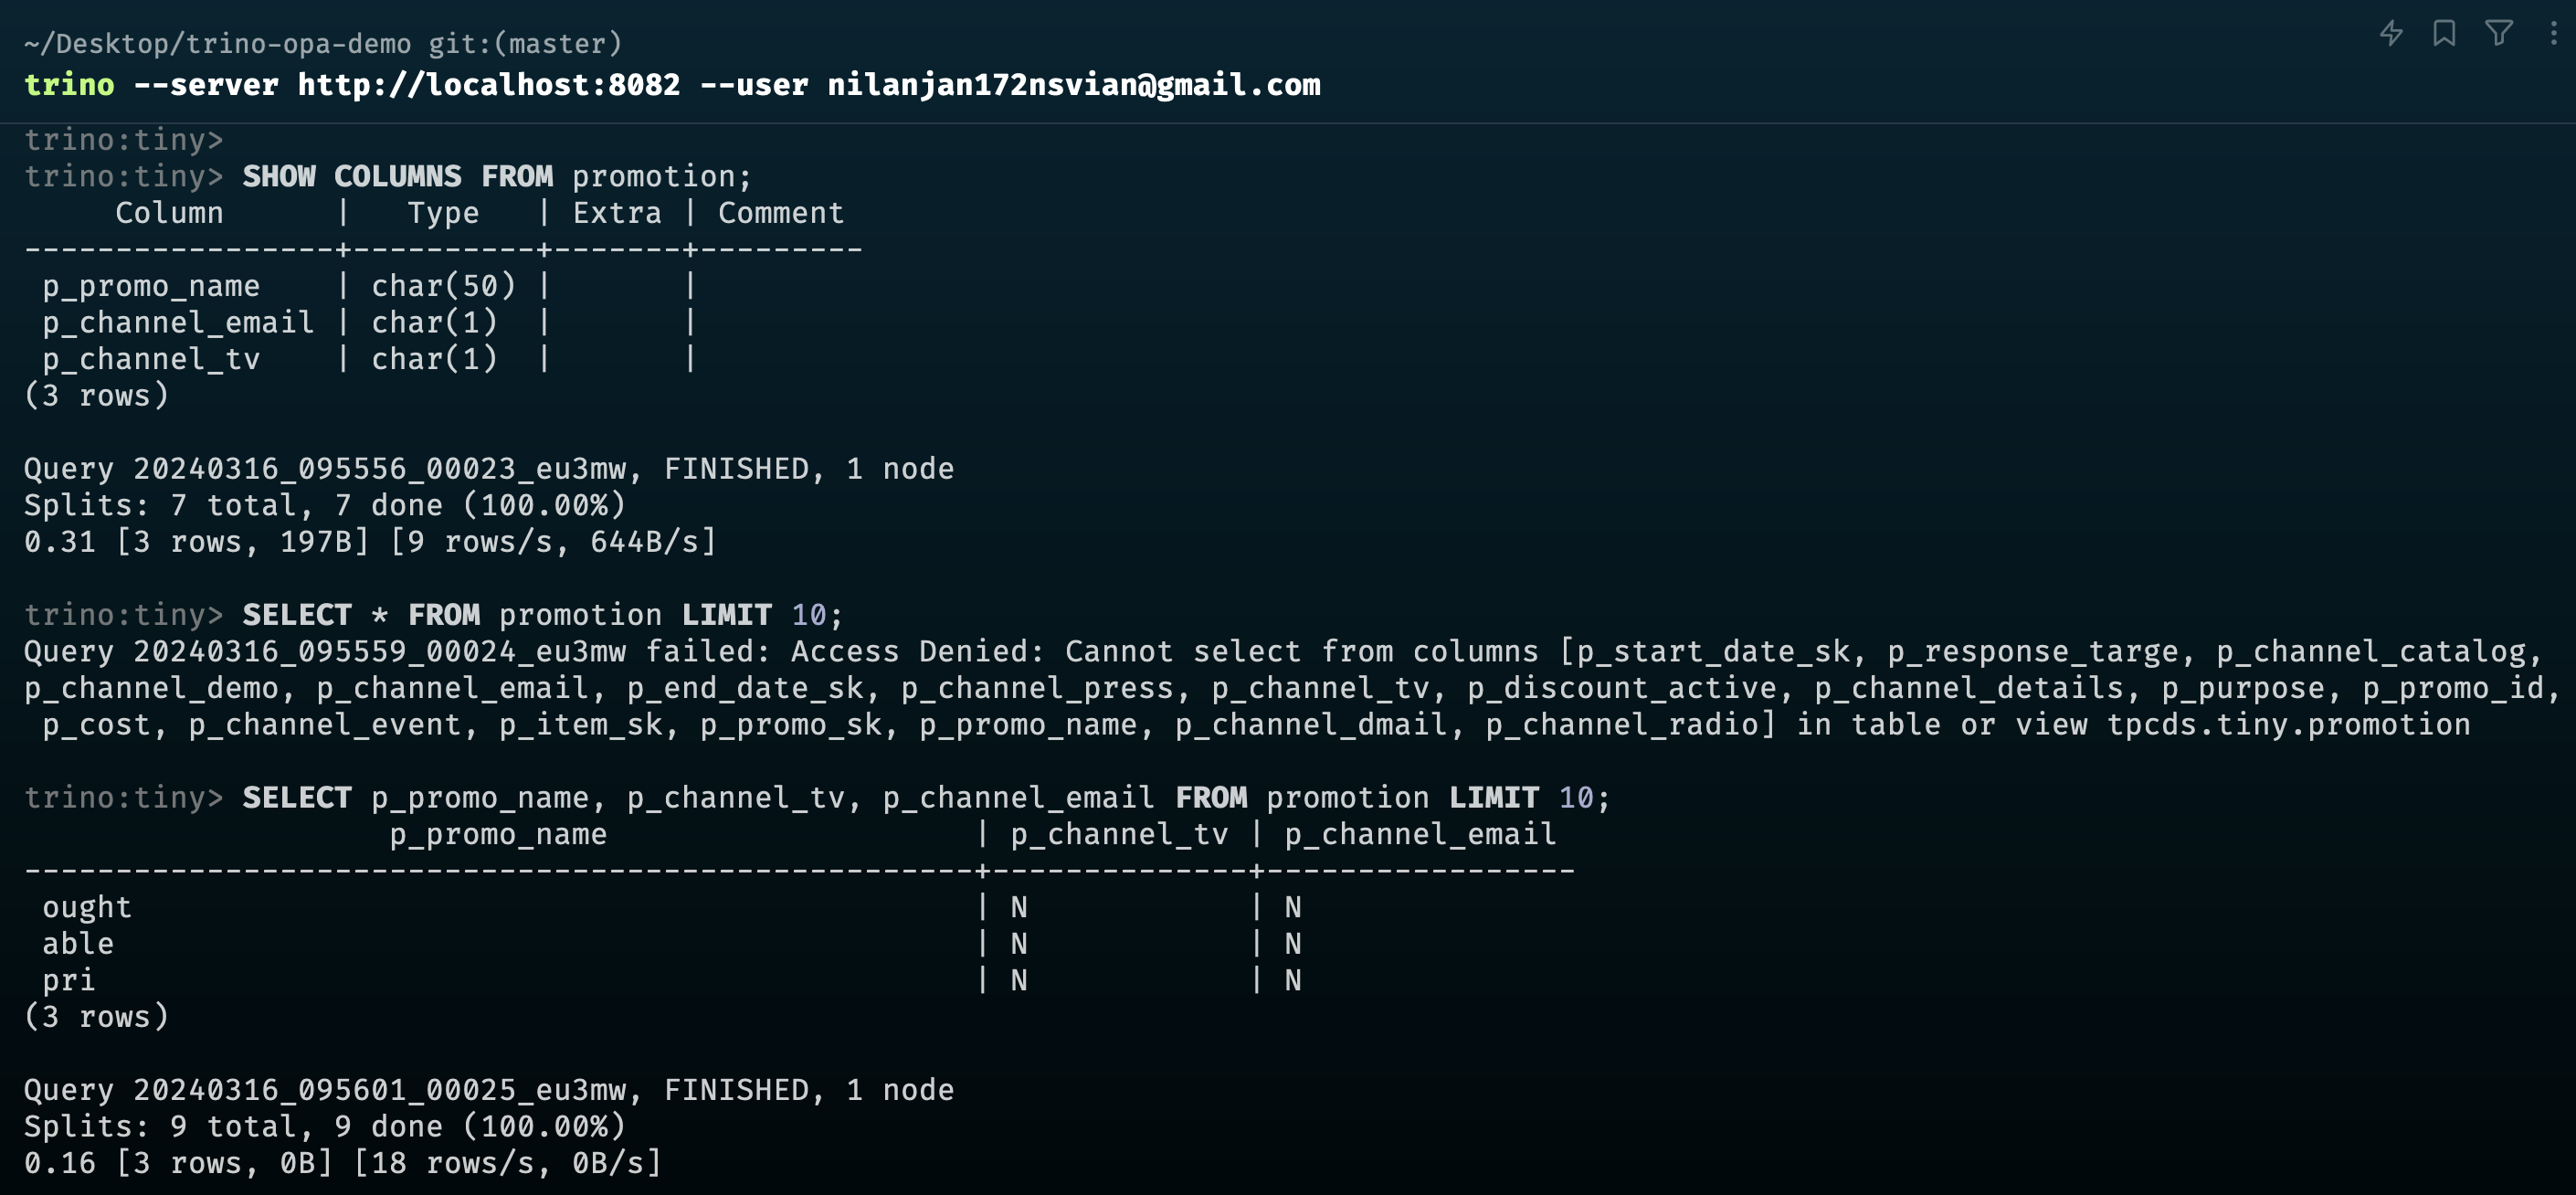 ~/Desktop/trino-opa-demo git:(master)
trino --server http://localhost:8082 --user nilanjan172nsvian@gmail.com
trino:tiny>
trino:tiny> SHOW COLUMNS FROM promotion;
      Column      |   Type   | Extra | Comment
-----------------+----------+-------+---------
 p_promo_name    | char(50) |       |
 p_channel_email | char(1)  |       |
 p_channel_tv    | char(1)  |       |
(3 rows)

Query 20240316_095556_00023_eu3mw, FINISHED, 1 node
Splits: 7 total, 7 done (100.00%)
0.31 [3 rows, 197B] [9 rows/s, 644B/s]

trino:tiny> SELECT * FROM promotion LIMIT 10;
Query 20240316_095559_00024_eu3mw failed: Access Denied: Cannot select from columns [p_start_date_sk, p_response_targe, p_channel_catalog,
p_channel_demo, p_channel_email, p_end_date_sk, p_channel_press, p_channel_tv, p_discount_active, p_channel_details, p_purpose, p_promo_id,
 p_cost, p_channel_event, p_item_sk, p_promo_sk, p_promo_name, p_channel_dmail, p_channel_radio] in table or view tpcds.tiny.promotion

trino:tiny> SELECT p_promo_name, p_channel_tv, p_channel_email FROM promotion LIMIT 10;
                    p_promo_name                    | p_channel_tv | p_channel_email
----------------------------------------------------+--------------+-----------------
 ought                                              | N            | N
 able                                               | N            | N
 pri                                                | N            | N
(3 rows)

Query 20240316_095601_00025_eu3mw, FINISHED, 1 node
Splits: 9 total, 9 done (100.00%)
0.16 [3 rows, 0B] [18 rows/s, 0B/s]